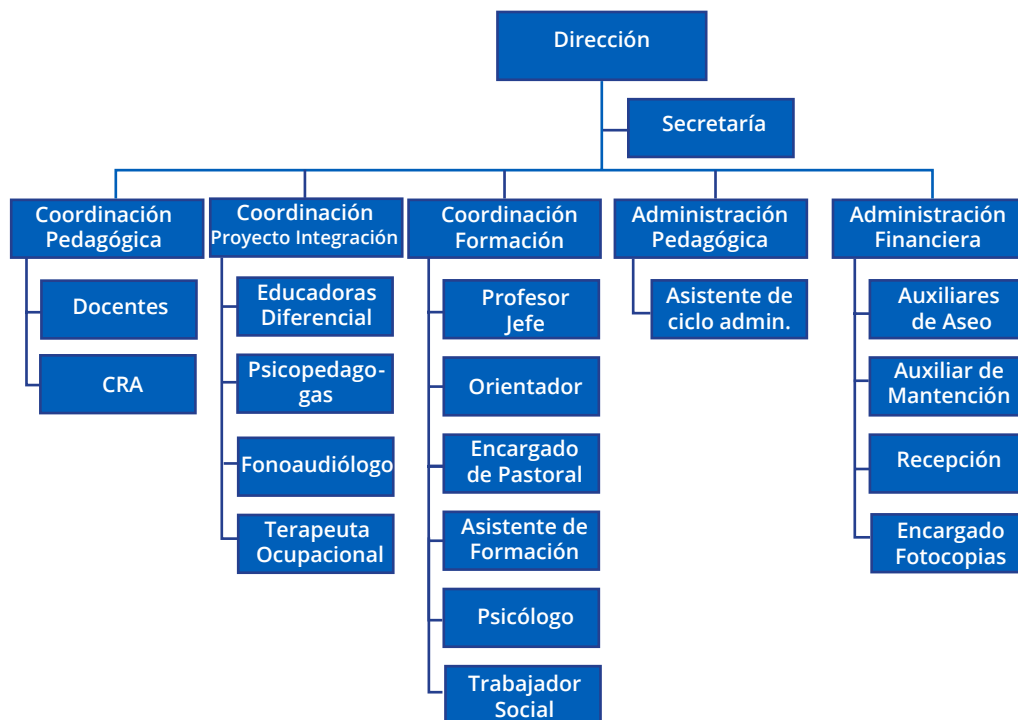 Dirección
Secretaría
Coordinación
Pedagógica
Docentes
CRA
Coordinación
Proyecto Integración
Educadoras
Diferencial
Psicopedago-
gas
Fonoaudiólogo
Terapeuta
Ocupacional
Coordinación
Formación
Profesor
Jefe
Orientador
Encargado
de Pastoral
Asistente de
Formación
Psicólogo
Trabajador
Social
Administración
Pedagógica
Asistente de
ciclo admin.
Administración
Financiera
Auxiliares
de Aseo
Auxiliar de
Mantención
Recepción
Encargado
Fotocopias